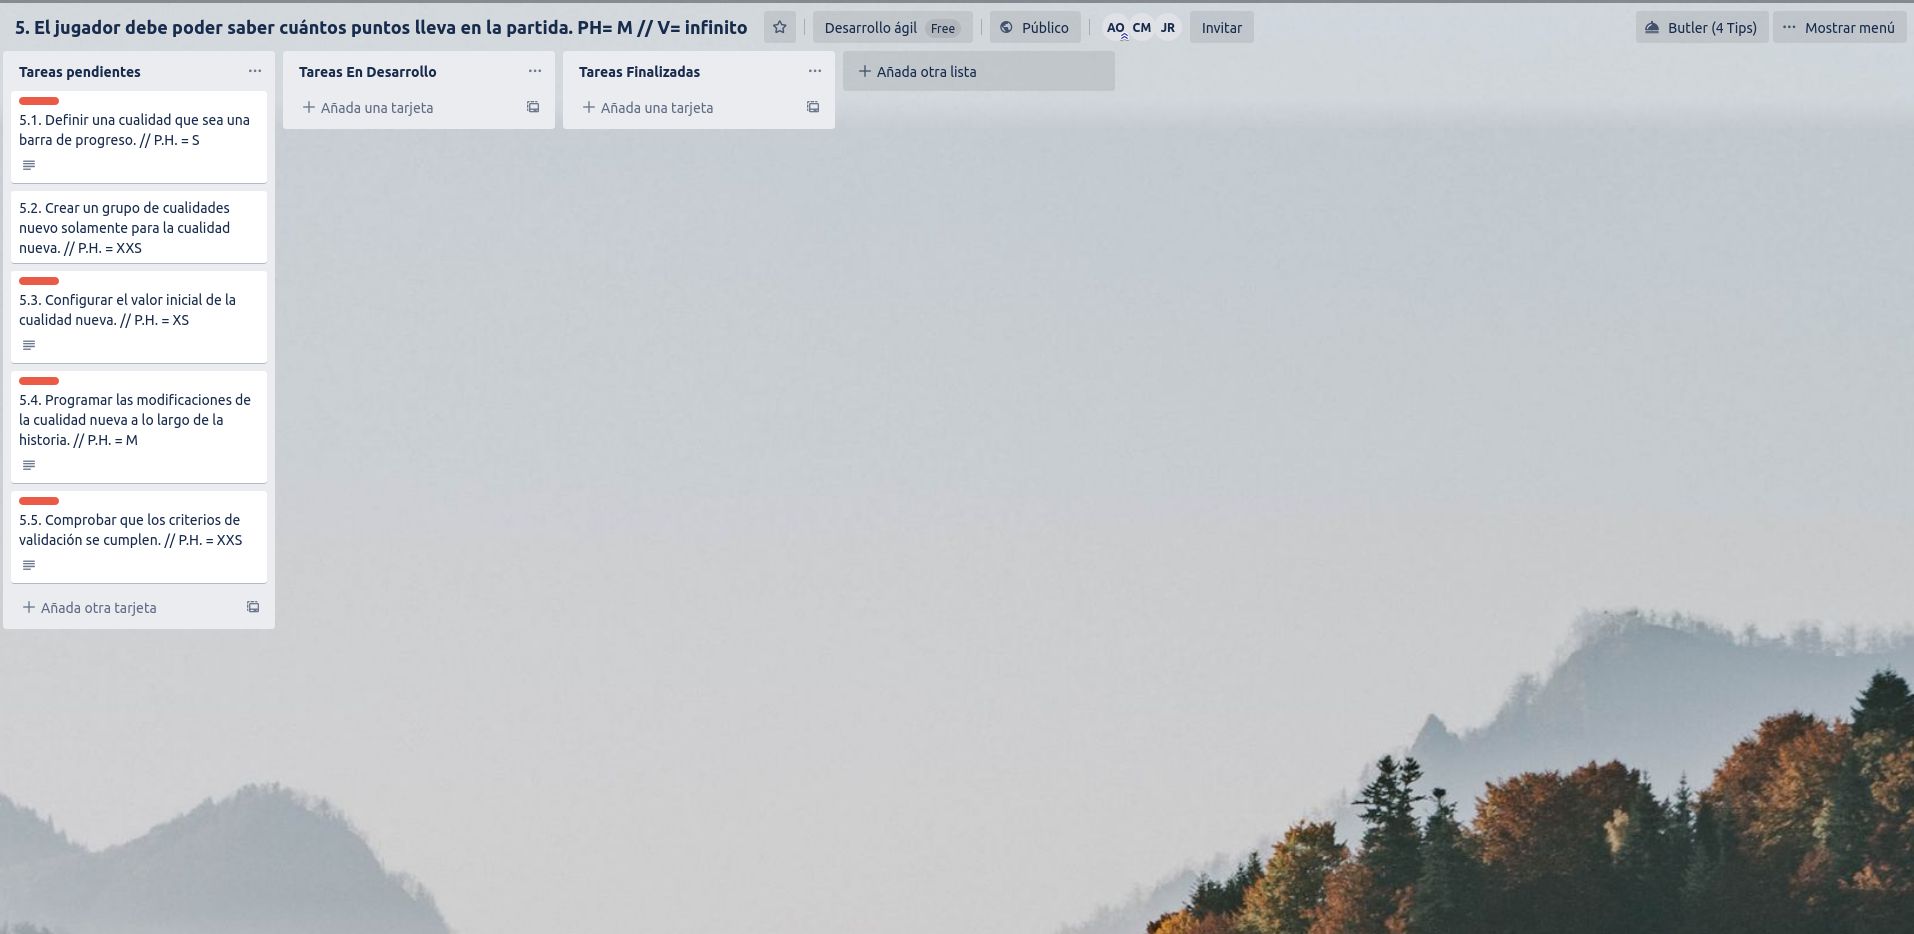 5. El jugador debe poder saber cuántos puntos lleva en la partida. PH= M // V= infinito
Desarrollo ágil Free
Público
AO CM JR
Invitar
Butler (4 Tips)
Mostrar menú
Tareas pendientes
5.1. Definir una cualidad que sea una
barra de progreso. // P.H. = S
5.2. Crear un grupo de cualidades
nuevo solamente para la cualidad
nueva. // P.H. = XXS
5.3. Configurar el valor inicial de la
cualidad nueva. // P.H. = XS
5.4. Programar las modificaciones de
la cualidad nueva a lo largo de la
historia. // P.H. = M
5.5. Comprobar que los criterios de
validación se cumplen. // P.H. = XXS
+ Añada otra tarjeta
Tareas En Desarrollo
+ Añada una tarjeta
Tareas Finalizadas
+ Añada una tarjeta
+ Añada otra lista